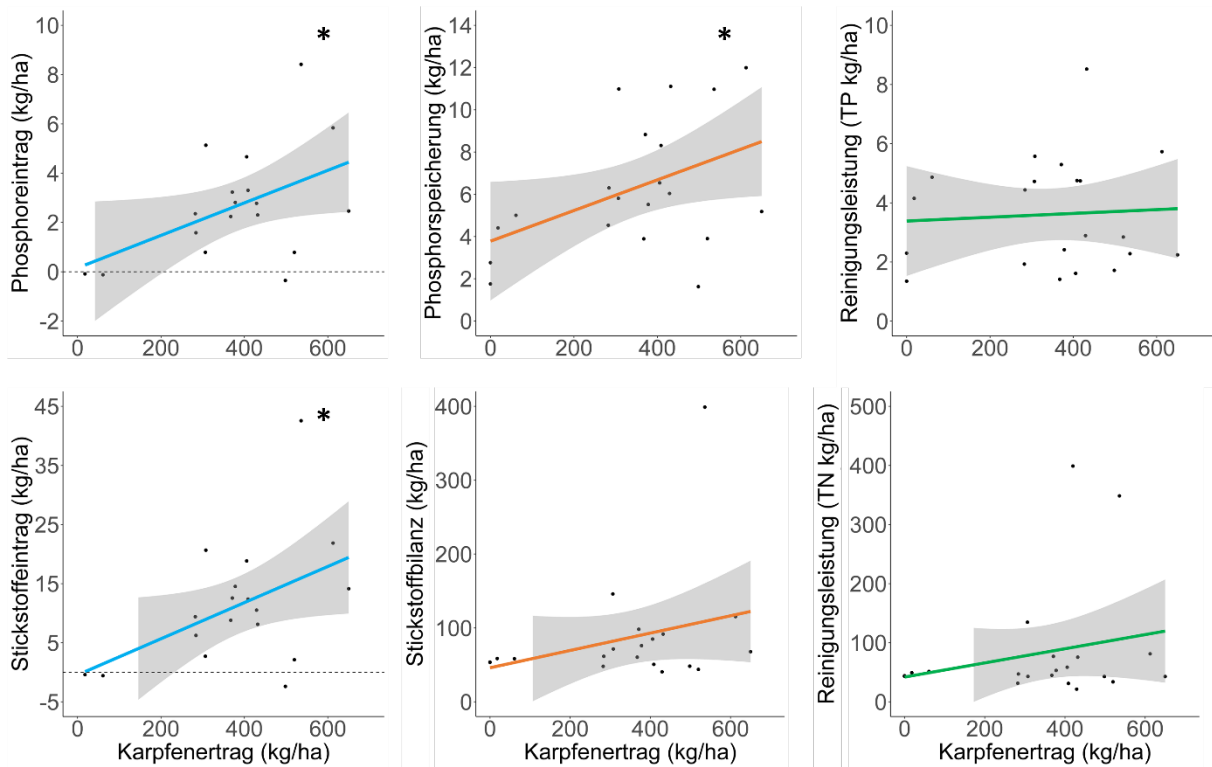 Phosphoreintrag (kg/ha)
10
8
6
4
2
0
-2
*
0 200 400 600
Phosphorspeicherung (kg/ha)
14
12
10
8
6
4
2
0
*
0 200 400 600
Reinigungsleistung (TP kg/ha)
10
8
6
4
2
0
0 200 400 600
Stickstoffeintrag (kg/ha)
45
35
25
15
5
-5
*
0 200 400 600
Karpfenertrag (kg/ha)
Stickstoffbilanz (kg/ha)
400
300
200
100
0
0 200 400 600
Karpfenertrag (kg/ha)
Reinigungsleistung (TN kg/ha)
500
400
300
200
100
0
0 200 400 600
Karpfenertrag (kg/ha)